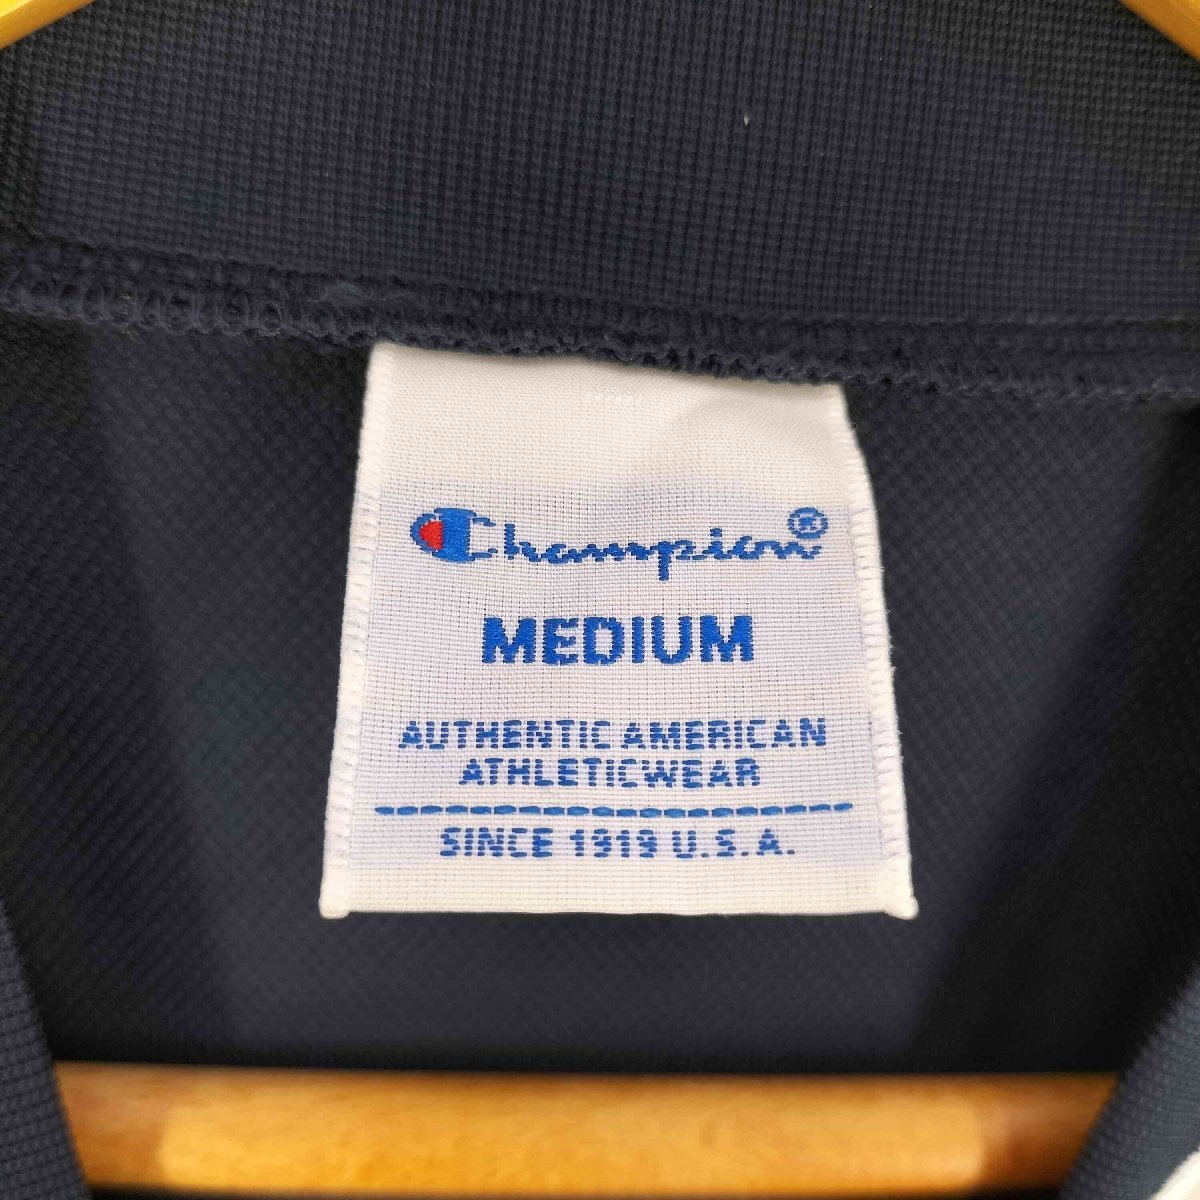 Champion®
MEDIUM
AUTHENTIC AMERICAN
ATHLETICWEAR
SINCE 1919 U.S.A.